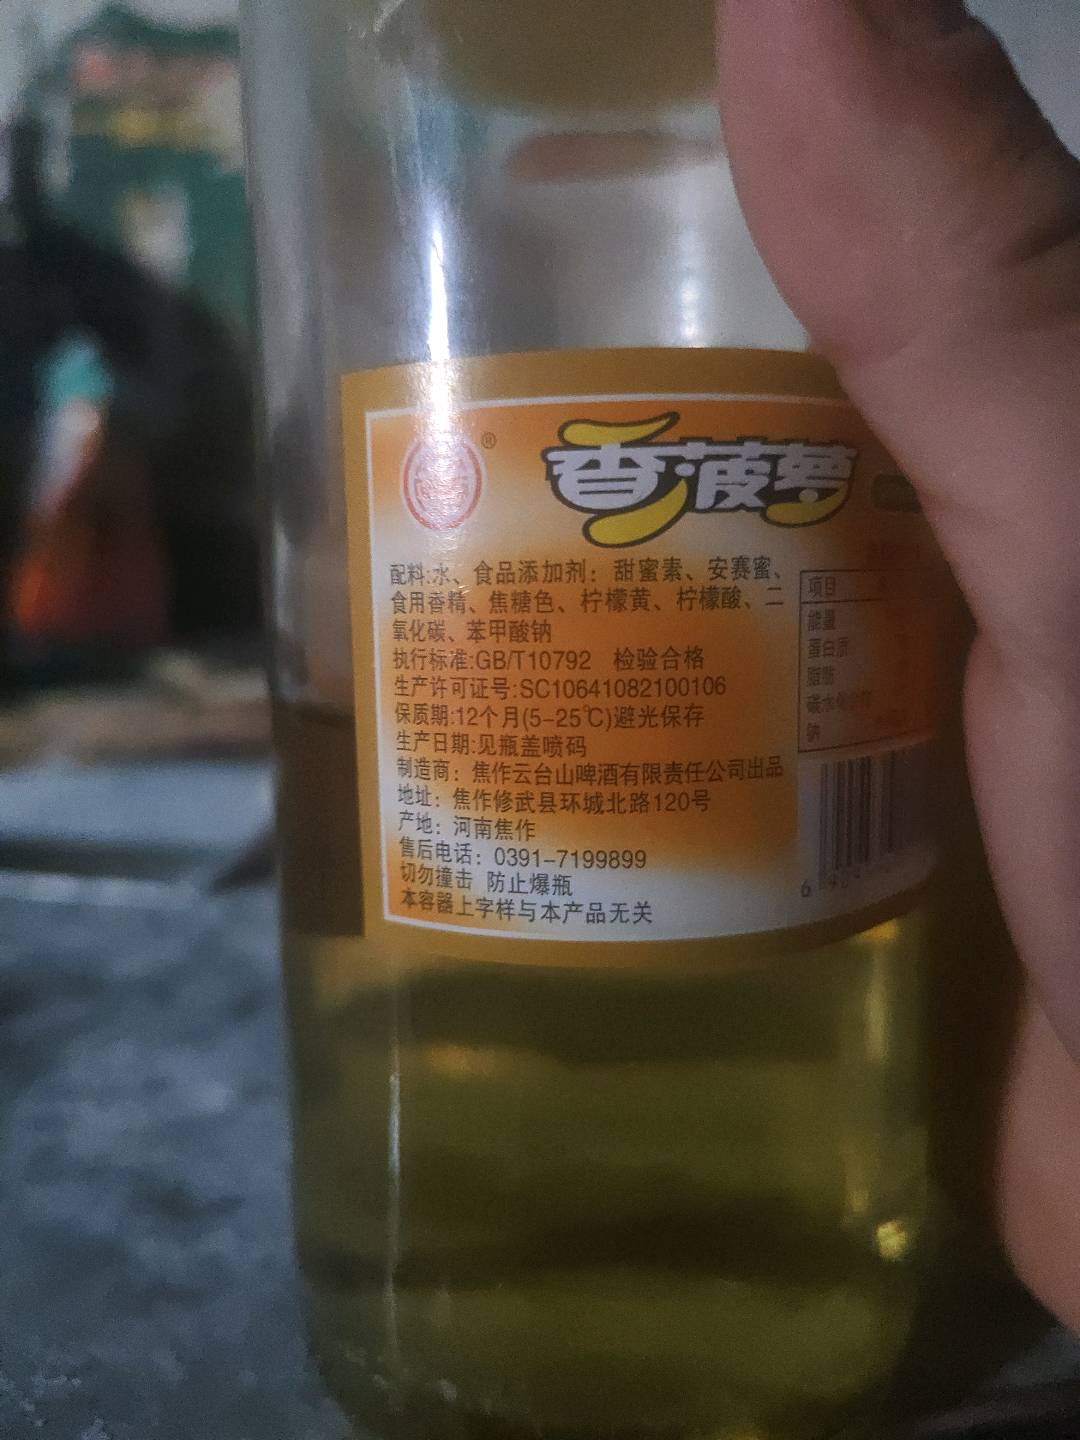 ®
香菠萝
配料:水、食品添加剂：甜蜜素、安赛蜜、
食用香精、焦糖色、柠檬黄、柠檬酸、二
氧化碳、苯甲酸钠
执行标准:GB/T10792 检验合格
生产许可证号:SC10641082100106
保质期:12个月(5–25℃)避光保存
生产日期:见瓶盖喷码
制造商：焦作云台山啤酒有限责任公司出品
地址：焦作修武县环城北路120号
产地：河南焦作
售后电话：0391–7199899
切勿撞击 防止爆瓶
本容器上字样与本产品无关
项目
能量
蛋白质
脂肪
碳水化合物
钠